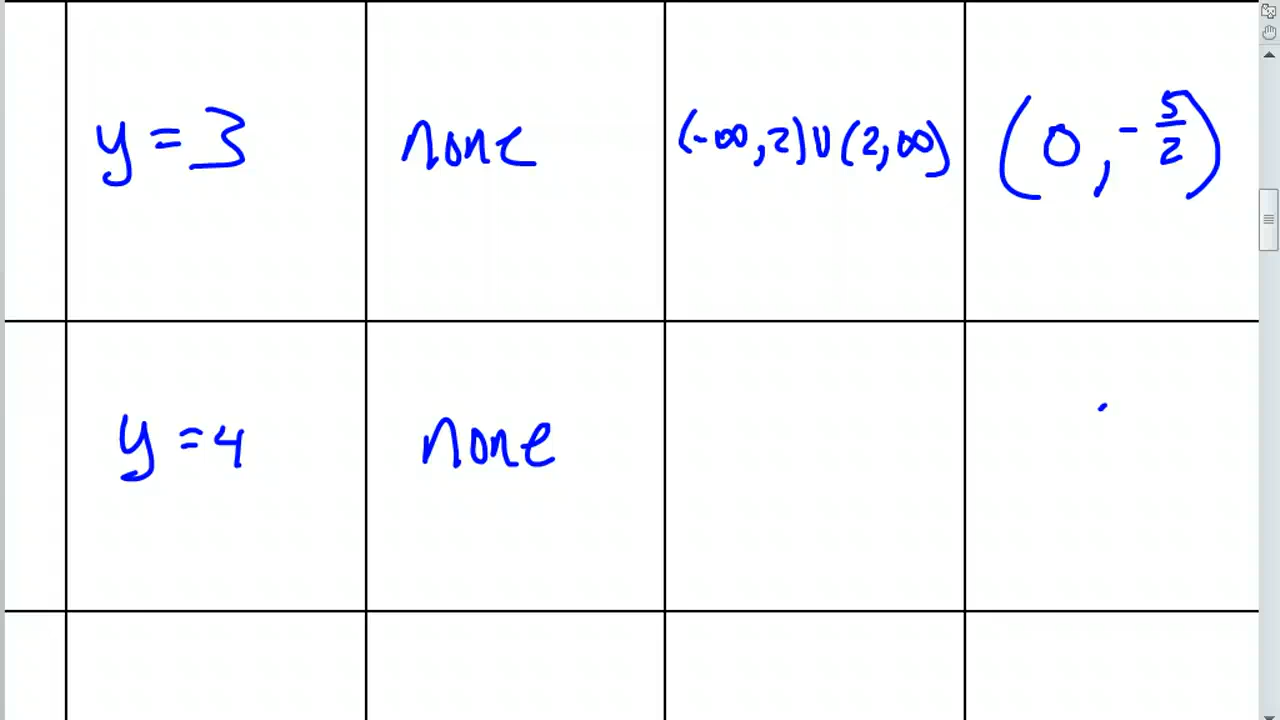 y = 3 none (-∞, 2) ∪ (2, ∞) (0, -5/2)
y = 4 none